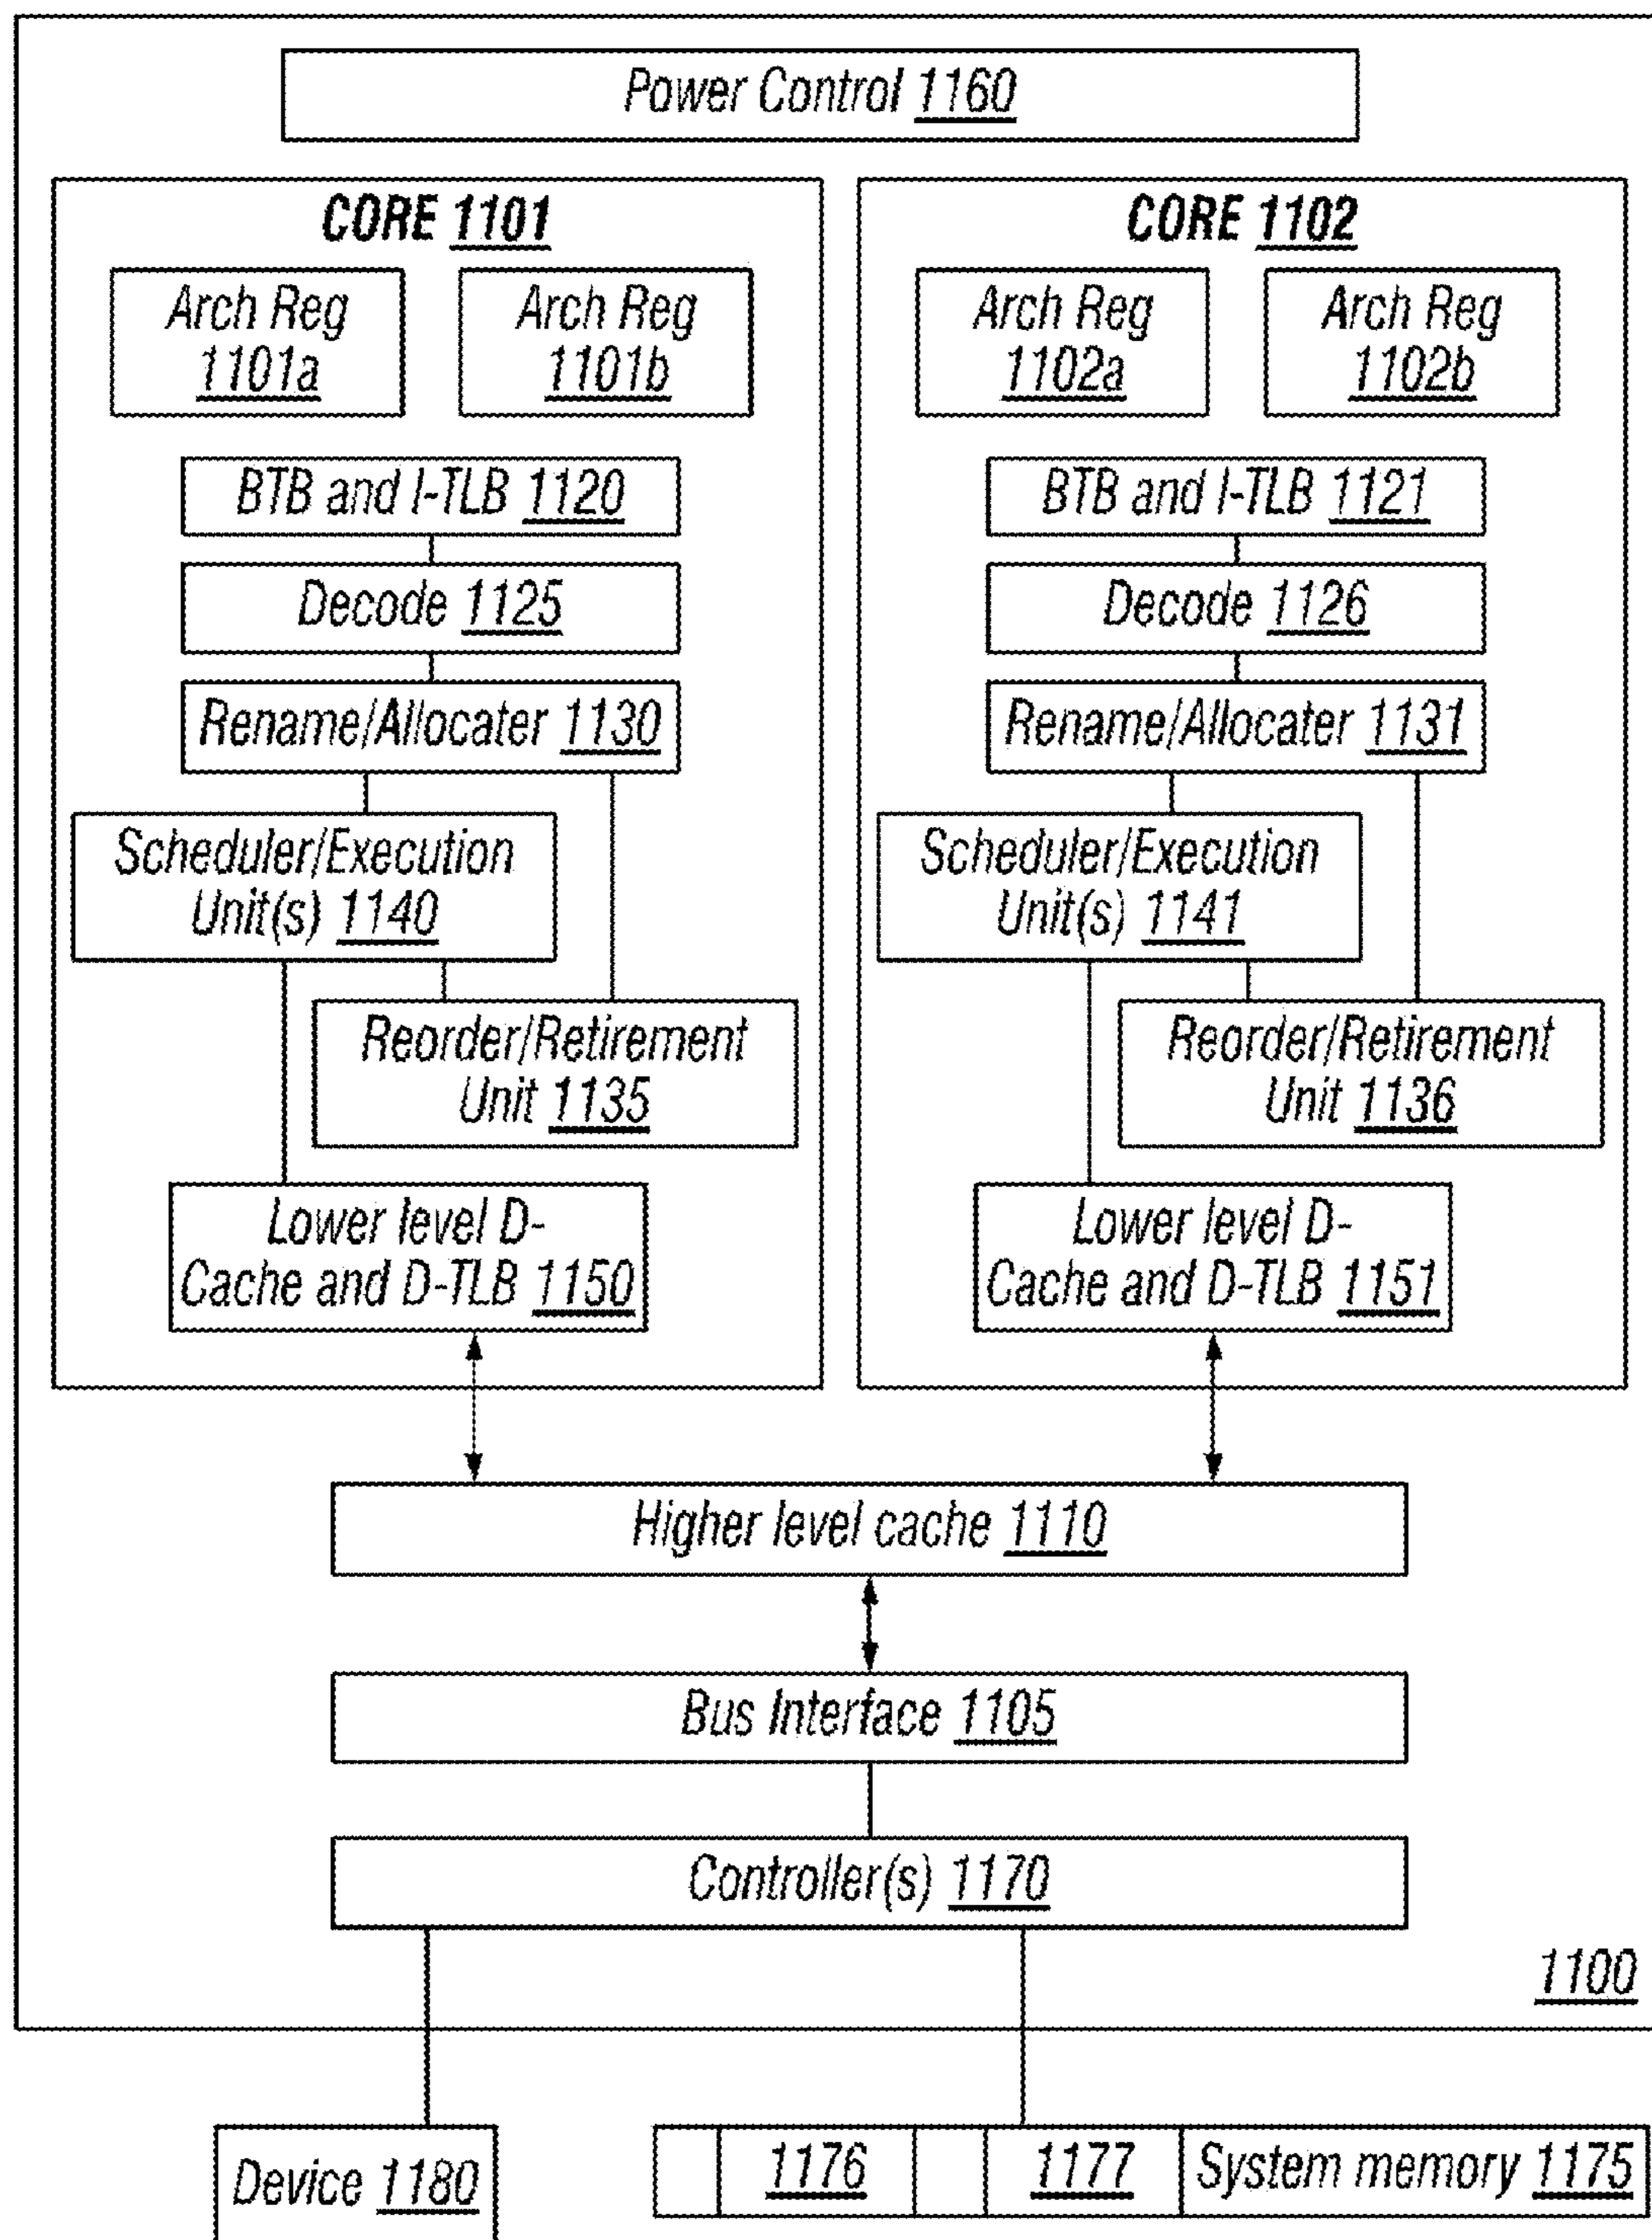 Power Control 1160
CORE 1101
Arch Reg
1101a
Arch Reg
1101b
BTB and I-TLB 1120
Decode 1125
Rename/Allocater 1130
Scheduler/Execution
Unit(s) 1140
Reorder/Retirement
Unit 1135
Lower level D-
Cache and D-TLB 1150
CORE 1102
Arch Reg
1102a
Arch Reg
1102b
BTB and I-TLB 1121
Decode 1126
Rename/Allocater 1131
Scheduler/Execution
Unit(s) 1141
Reorder/Retirement
Unit 1136
Lower level D-
Cache and D-TLB 1151
Higher level cache 1110
Bus Interface 1105
Controller(s) 1170
1100
Device 1180
1176
1177
System memory 1175